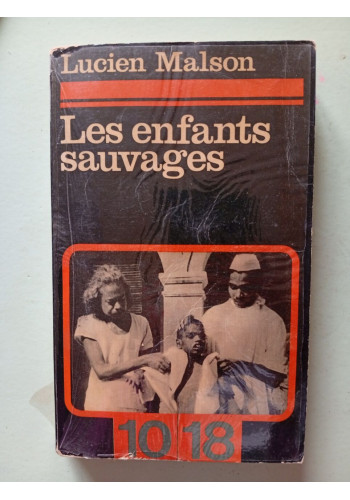 Lucien Malson
Les enfants
sauvages
10 18